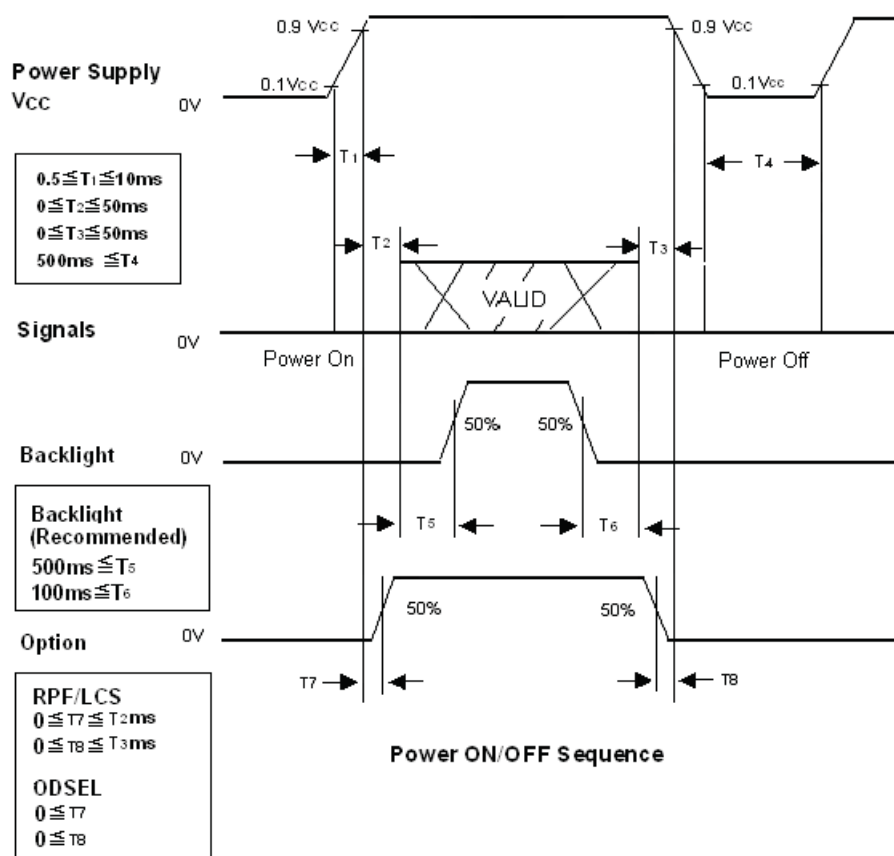 0.9 Vcc
0.9 Vcc
Power Supply
Vcc
0V
0.1Vcc
0.1Vcc
T1
T4
0.5≦T1≦10ms
0≦T2≦50ms
0≦T3≦50ms
500ms ≦T4
T2
T3
VALID
Signals
0V
Power On
Power Off
50%
50%
Backlight
0V
Backlight
(Recommended)
500ms≦T5
100ms≦T6
T5
T6
50%
50%
Option
0V
T7
T8
RPF/LCS
0≦T7≦T2ms
0≦T8≦T3ms
ODSEL
0≦T7
0≦T8
Power ON/OFF Sequence